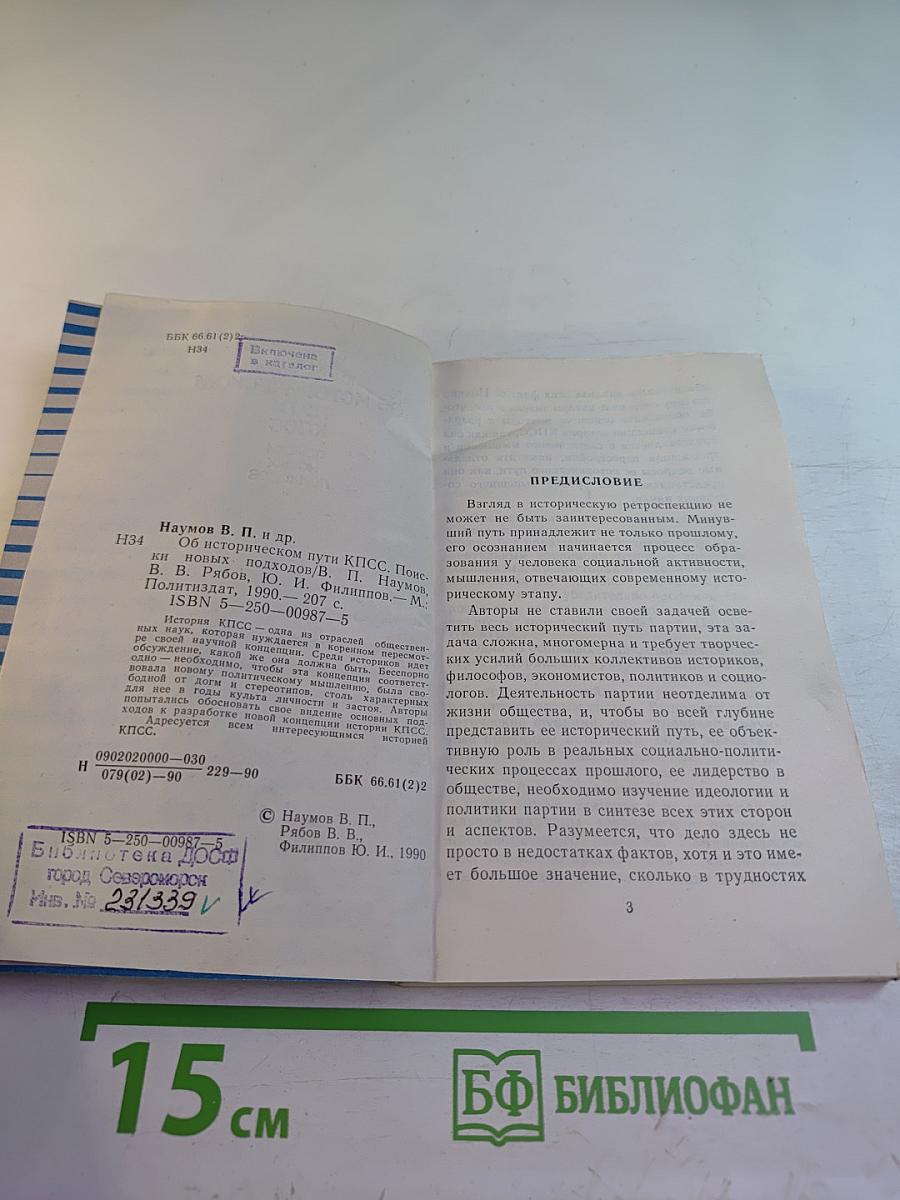 ББК 66.61(2)2
Н34
Включена
в каталог
Наумов В. П. и др.
Н34 Об историческом пути КПСС. Поис-
ки новых подходов/В. П. Наумов,
В. В. Рябов, Ю. И. Филиппов.— М.:
Политиздат, 1990.— 207 с.
ISBN 5—250—00987—5
История КПСС — одна из отраслей обществен-
ных наук, которая нуждается в коренном пересмот-
ре своей научной концепции. Среди историков идет
обсуждение, какой же она должна быть. Бесспорно
одно — необходимо, чтобы эта концепция соответст-
вовала новому политическому мышлению, была сво-
бодной от догм и стереотипов, столь характерных
для нее в годы культа личности и застоя. Авторы
попытались обосновать свое видение основных под-
ходов к разработке новой концепции истории КПСС.
Адресуется всем интересующимся историей
КПСС.
Н 0902020000—030
079(02)—90 229—90
ББК 66.61(2)2
© Наумов В. П.,
Рябов В. В.,
Филиппов Ю. И., 1990
ISBN 5—250—00987—5
Библиотека ДОСФ
город Североморск
Инв. № 231339
ПРЕДИСЛОВИЕ
Взгляд в историческую ретроспекцию не
может не быть заинтересованным. Минув-
ший путь принадлежит не только прошлому,
его осознанием начинается процесс обра-
зования у человека социальной активности,
мышления, отвечающих современному исто-
рическому этапу.
Авторы не ставили своей задачей осве-
тить весь исторический путь партии, эта за-
дача сложна, многомерна и требует творчес-
ких усилий больших коллективов историков,
философов, экономистов, политиков и социо-
логов. Деятельность партии неотделима от
жизни общества, и, чтобы во всей глубине
представить ее исторический путь, ее объек-
тивную роль в реальных социально-полити-
ческих процессах прошлого, ее лидерство в
обществе, необходимо изучение идеологии и
политики партии в синтезе всех этих сторон
и аспектов. Разумеется, что дело здесь не
просто в недостатках фактов, хотя и это име-
ет большое значение, сколько в трудностях
3
15 см
БФ БИБЛИОФАН